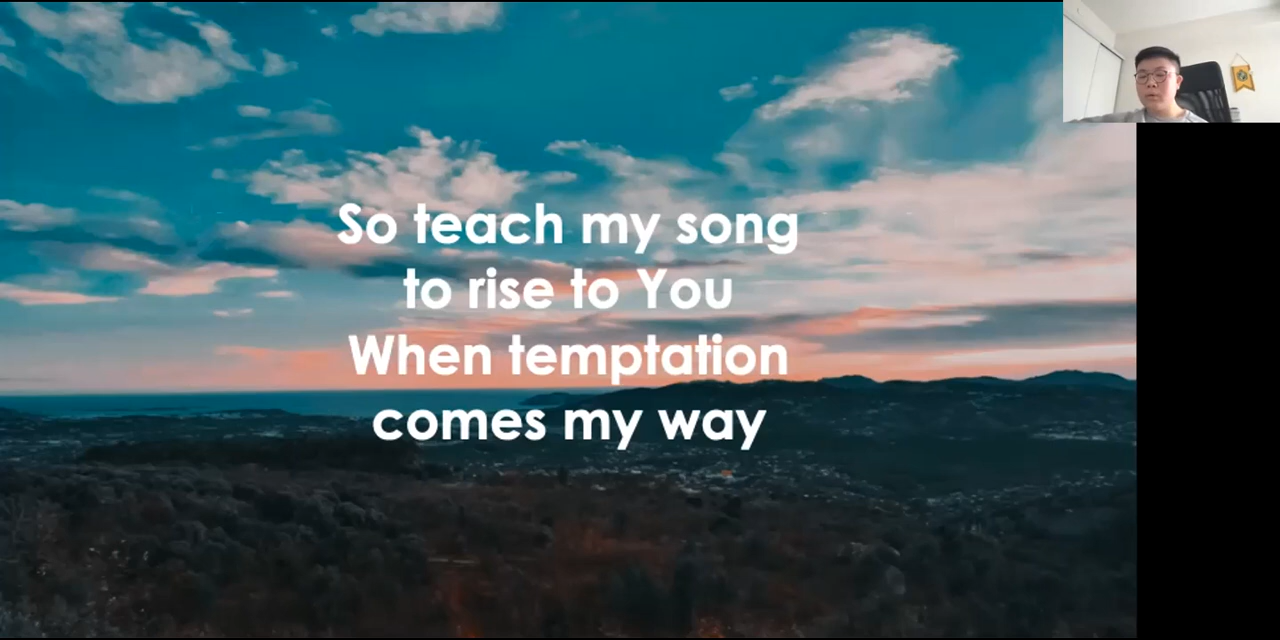 So teach my song
to rise to You
When temptation
comes my way